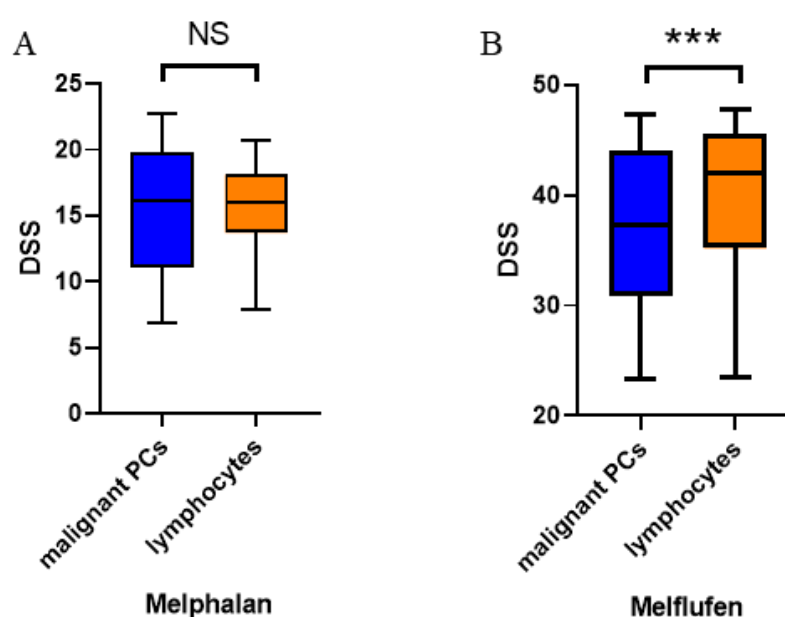 A
NS
25
20
15
10
5
0
DSS
malignant PCs
lymphocytes
Melphalan
B
***
50
40
30
20
DSS
malignant PCs
lymphocytes
Melflufen